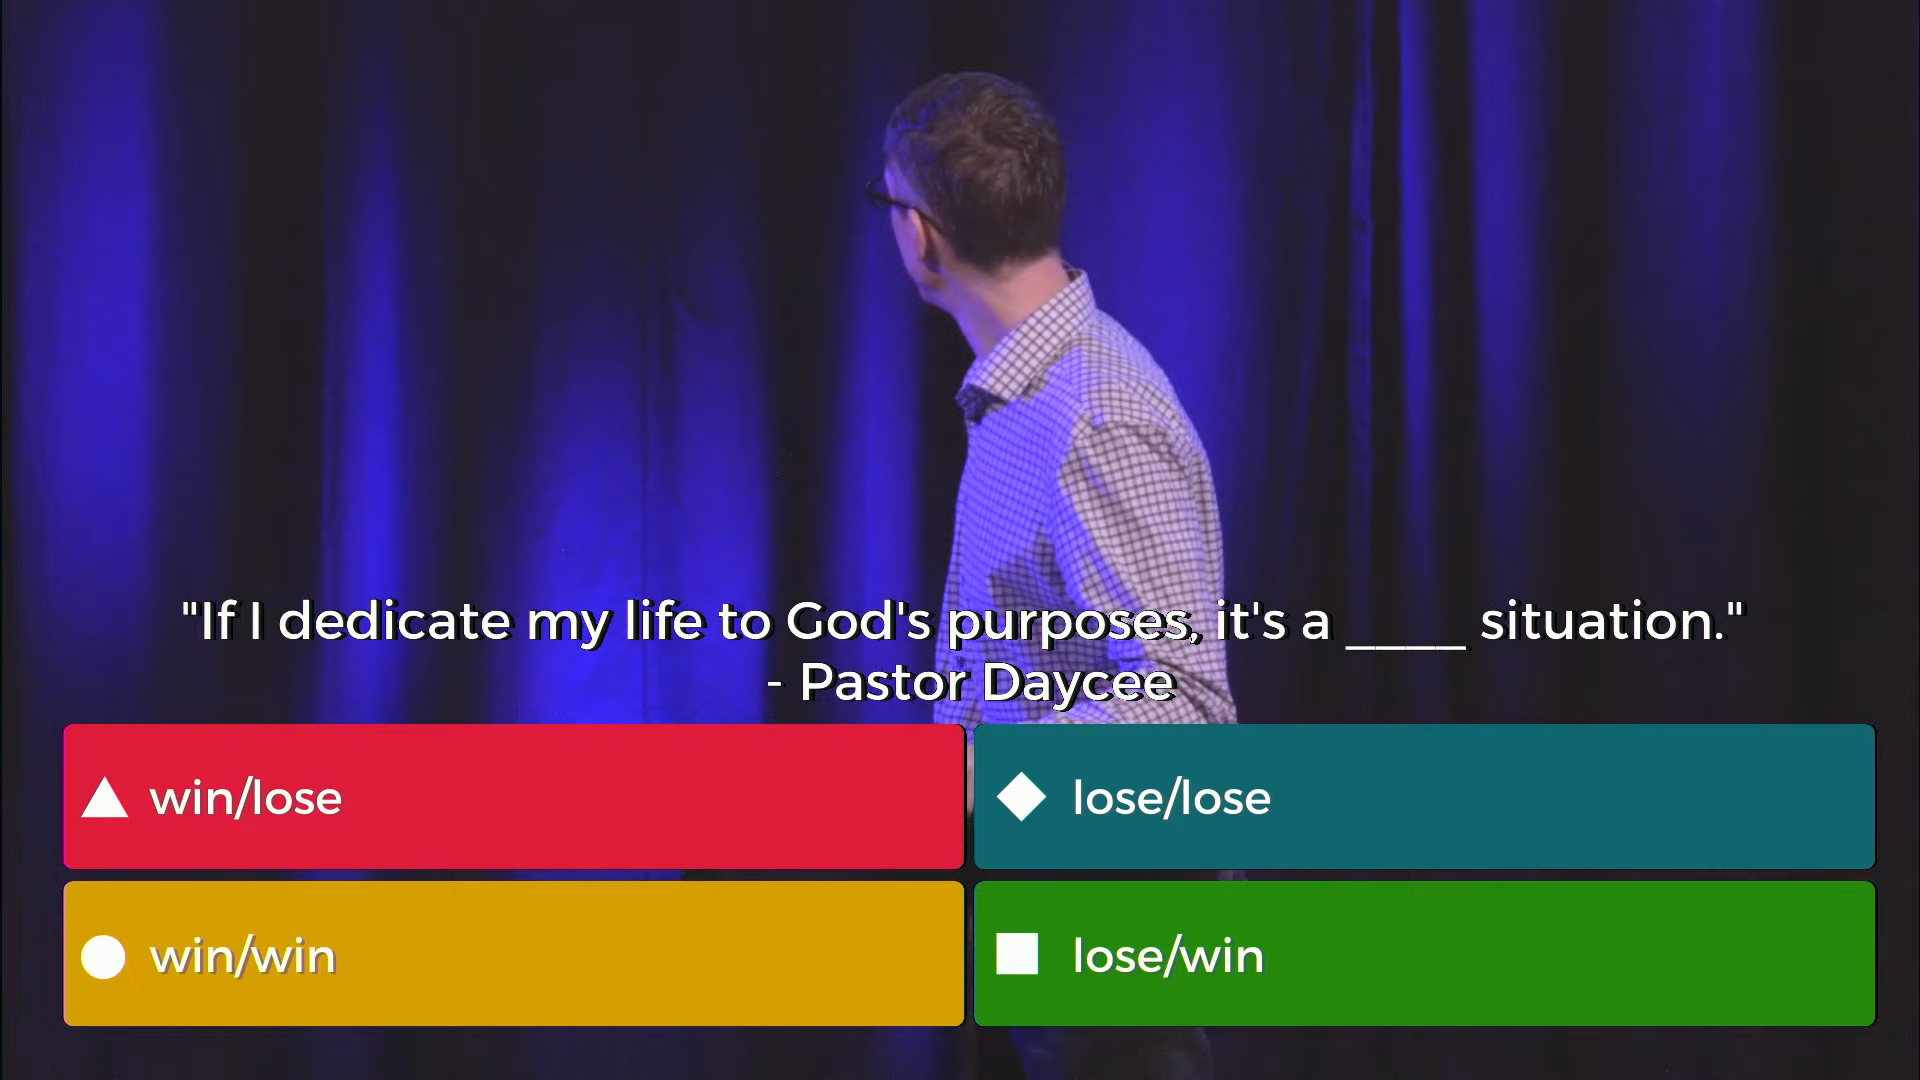 "If I dedicate my life to God's purposes, it's a ____ situation."
- Pastor Daycee
win/lose
lose/lose
win/win
lose/win